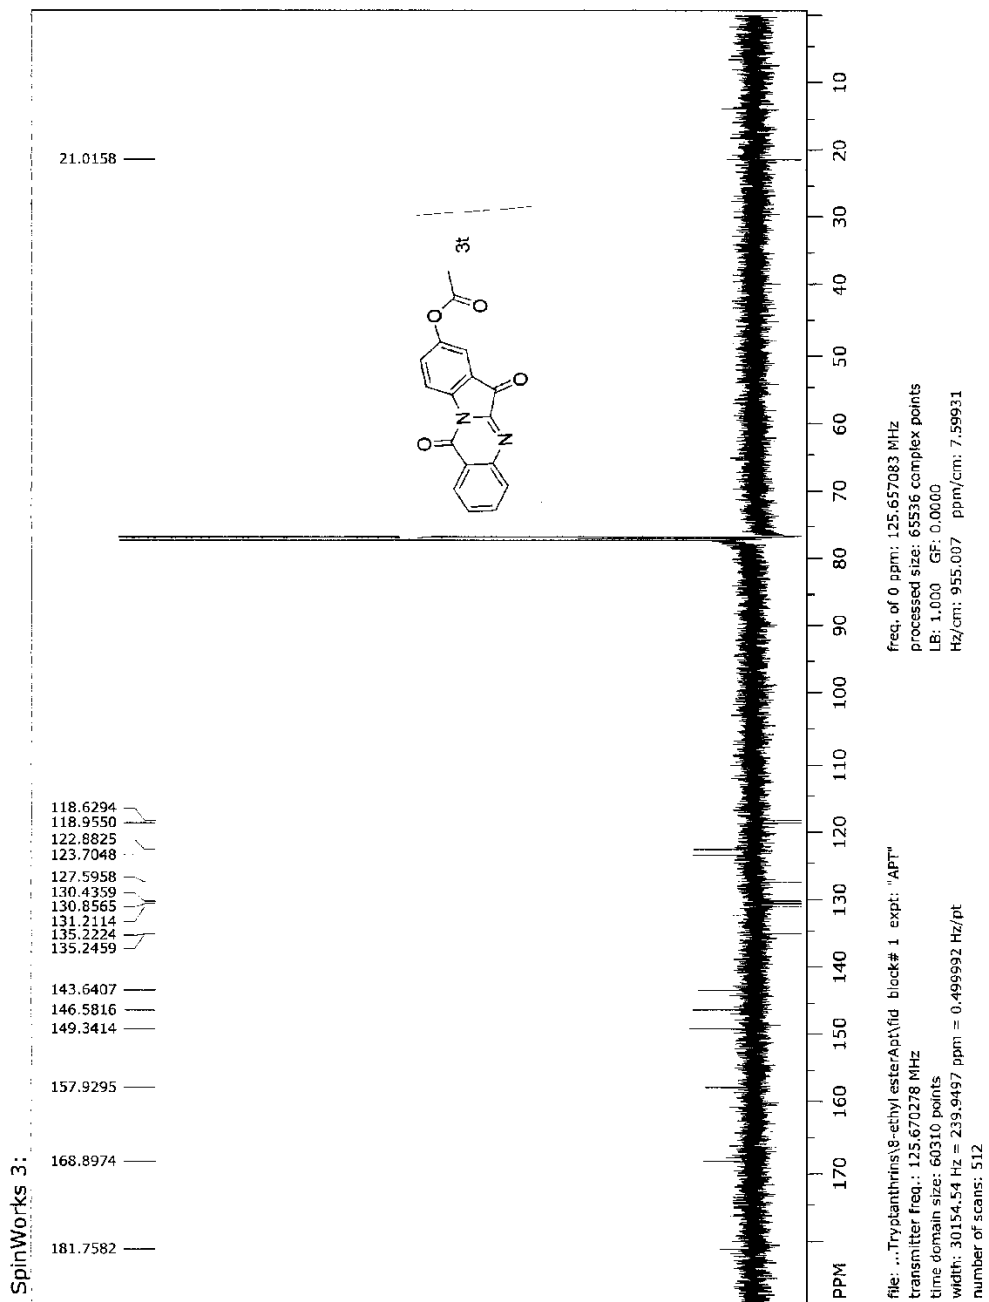 SpinWorks 3:
181.7582
168.8974
157.9295
149.3414
146.5816
143.6407
135.2459
135.2224
131.2114
130.8565
130.4359
127.5958
123.7048
122.8825
118.9550
118.6294
21.0158
O
O
N
N
O
O
3t
PPM 170 160 150 140 130 120 110 100 90 80 70 60 50 40 30 20 10
file: ...Tryptanthrins\8-ethyl esterApt\fid block# 1 expt: "APT"
transmitter freq.: 125.670278 MHz
time domain size: 60310 points
width: 30154.54 Hz = 239.9497 ppm = 0.499992 Hz/pt
number of scans: 512
freq. of 0 ppm: 125.657083 MHz
processed size: 65536 complex points
LB: 1.000 GF: 0.0000
Hz/cm: 955.007 ppm/cm: 7.59931